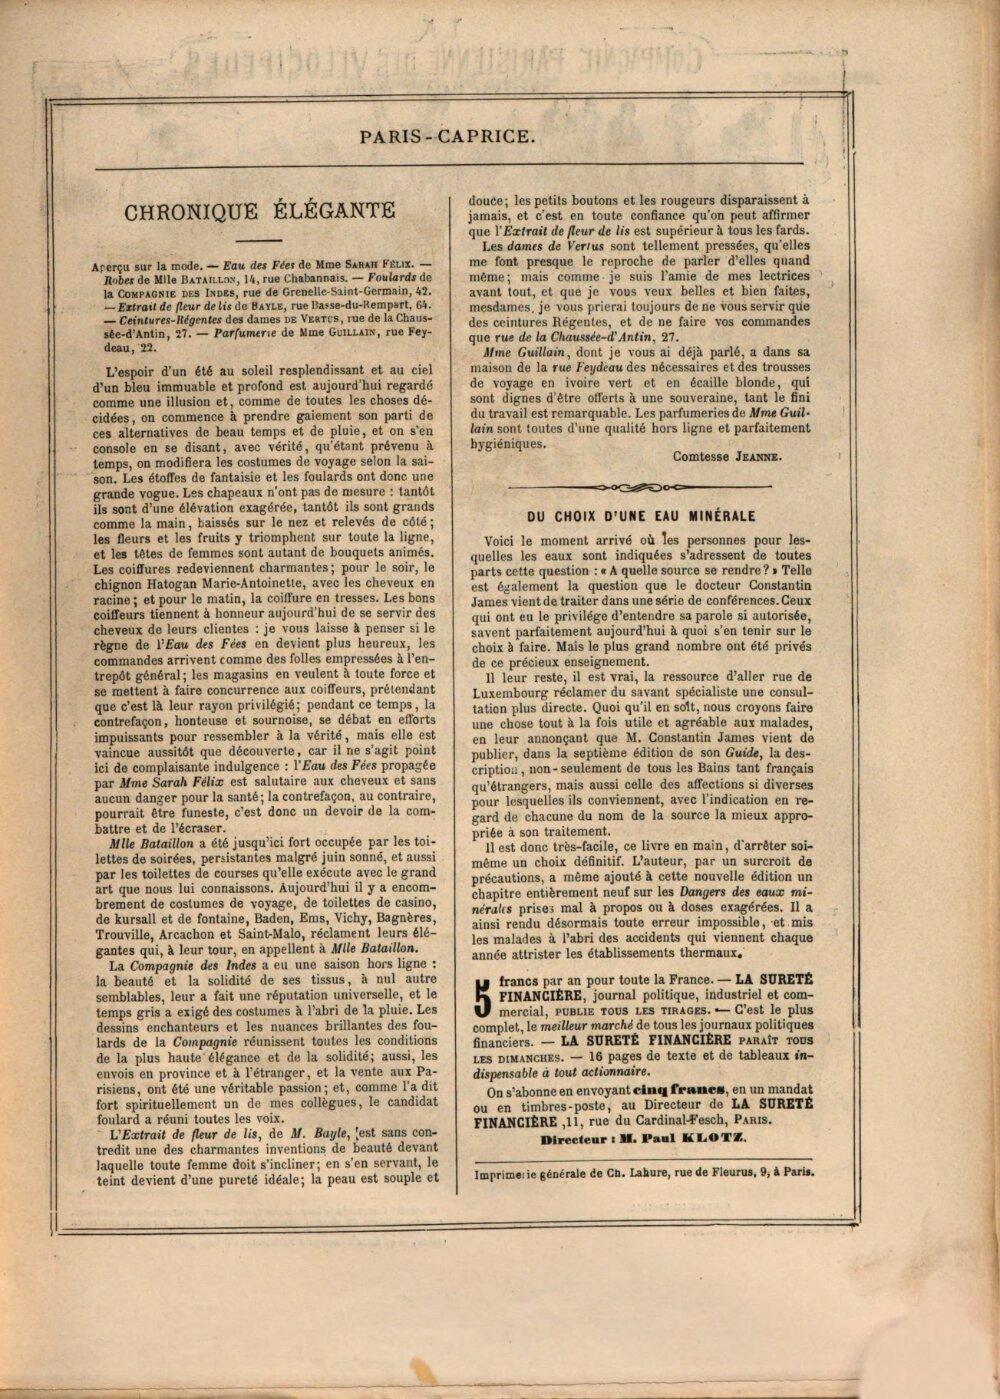 PARIS-CAPRICE.
CHRONIQUE ÉLÉGANTE
Aperçu sur la mode. — Eau des Fées de Mme SARAH FÉLIX. —
Robes de Mlle BATAILLON, 14, rue Chabannais. — Foulards de
la COMPAGNIE DES INDES, rue de Grenelle-Saint-Germain, 42.
— Extrait de fleur de lis de BAYLE, rue Basse-du-Rempart, 64.
— Ceintures-Régentes des dames DE VERTUS, rue de la Chaus-
sée-d'Antin, 27. — Parfumerie de Mme GUILLAIN, rue Fey-
deau, 22.
L'espoir d'un été au soleil resplendissant et au ciel
d'un bleu immuable et profond est aujourd'hui regardé
comme une illusion et, comme de toutes les choses dé-
cidées, on commence à prendre gaiement son parti de
ces alternatives de beau temps et de pluie, et on s'en
console en se disant, avec vérité, qu'étant prévenu à
temps, on modifiera les costumes de voyage selon la sai-
son. Les étoffes de fantaisie et les foulards ont donc une
grande vogue. Les chapeaux n'ont pas de mesure : tantôt
ils sont d'une élévation exagérée, tantôt ils sont grands
comme la main, baissés sur le nez et relevés de côté;
les fleurs et les fruits y triomphent sur toute la ligne,
et les têtes de femmes sont autant de bouquets animés.
Les coiffures redeviennent charmantes; pour le soir, le
chignon Hatogan Marie-Antoinette, avec les cheveux en
racine; et pour le matin, la coiffure en tresses. Les bons
coiffeurs tiennent à honneur aujourd'hui de se servir des
cheveux de leurs clientes : je vous laisse à penser si le
règne de l'Eau des Fées en devient plus heureux, les
commandes arrivent comme des folles empressées à l'en-
trepôt général; les magasins en veulent à toute force et
se mettent à faire concurrence aux coiffeurs, prétendant
que c'est là leur rayon privilégié; pendant ce temps, la
contrefaçon, honteuse et sournoise, se débat en efforts
impuissants pour ressembler à la vérité, mais elle est
vaincue aussitôt que découverte, car il ne s'agit point
ici de complaisante indulgence : l'Eau des Fées propagée
par Mme Sarah Félix est salutaire aux cheveux et sans
aucun danger pour la santé; la contrefaçon, au contraire,
pourrait être funeste, c'est donc un devoir de la com-
battre et de l'écraser.
Mlle Bataillon a été jusqu'ici fort occupée par les toi-
lettes de soirées, persistantes malgré juin sonné, et aussi
par les toilettes de courses qu'elle exécute avec le grand
art que nous lui connaissons. Aujourd'hui il y a encom-
brement de costumes de voyage, de toilettes de casino,
de kursall et de fontaine, Baden, Ems, Vichy, Bagnères,
Trouville, Arcachon et Saint-Malo, réclament leurs élé-
gantes qui, à leur tour, en appellent à Mlle Bataillon.
La Compagnie des Indes a eu une saison hors ligne :
la beauté et la solidité de ses tissus, à nul autre
semblables, leur a fait une réputation universelle, et le
temps gris a exigé des costumes à l'abri de la pluie. Les
dessins enchanteurs et les nuances brillantes des fou-
lards de la Compagnie réunissent toutes les conditions
de la plus haute élégance et de la solidité; aussi, les
envois en province et à l'étranger, et la vente aux Pa-
risiens, ont été une véritable passion; et, comme l'a dit
fort spirituellement un de mes collègues, le candidat
foulard a réuni toutes les voix.
L'Extrait de fleur de lis, de M. Bayle, est sans con-
tredit une des charmantes inventions de beauté devant
laquelle toute femme doit s'incliner; en s'en servant, le
teint devient d'une pureté idéale; la peau est souple et
douce; les petits boutons et les rougeurs disparaissent à
jamais, et c'est en toute confiance qu'on peut affirmer
que l'Extrait de fleur de lis est supérieur à tous les fards.
Les dames de Vertus sont tellement pressées, qu'elles
me font presque le reproche de parler d'elles quand
même; mais comme je suis l'amie de mes lectrices
avant tout, et que je vous veux belles et bien faites,
mesdames, je vous prierai toujours de ne vous servir que
des ceintures Régentes, et de ne faire vos commandes
que rue de la Chaussée-d'Antin, 27.
Mme Guillain, dont je vous ai déjà parlé, a dans sa
maison de la rue Feydeau des nécessaires et des trousses
de voyage en ivoire vert et en écaille blonde, qui
sont dignes d'être offerts à une souveraine, tant le fini
du travail est remarquable. Les parfumeries de Mme Guil-
lain sont toutes d'une qualité hors ligne et parfaitement
hygiéniques.
Comtesse JEANNE.
DU CHOIX D'UNE EAU MINÉRALE
Voici le moment arrivé où les personnes pour les-
quelles les eaux sont indiquées s'adressent de toutes
parts cette question : « A quelle source se rendre? » Telle
est également la question que le docteur Constantin
James vient de traiter dans une série de conférences. Ceux
qui ont eu le privilége d'entendre sa parole si autorisée,
savent parfaitement aujourd'hui à quoi s'en tenir sur le
choix à faire. Mais le plus grand nombre ont été privés
de ce précieux enseignement.
Il leur reste, il est vrai, la ressource d'aller rue de
Luxembourg réclamer du savant spécialiste une consul-
tation plus directe. Quoi qu'il en soit, nous croyons faire
une chose tout à la fois utile et agréable aux malades,
en leur annonçant que M. Constantin James vient de
publier, dans la septième édition de son Guide, la des-
cription, non-seulement de tous les Bains tant français
qu'étrangers, mais aussi celle des affections si diverses
pour lesquelles ils conviennent, avec l'indication en re-
gard de chacune du nom de la source la mieux appro-
priée à son traitement.
Il est donc très-facile, ce livre en main, d'arrêter soi-
même un choix définitif. L'auteur, par un surcroît de
précautions, a même ajouté à cette nouvelle édition un
chapitre entièrement neuf sur les Dangers des eaux mi-
nérales prises mal à propos ou à doses exagérées. Il a
ainsi rendu désormais toute erreur impossible, et mis
les malades à l'abri des accidents qui viennent chaque
année attrister les établissements thermaux.
5 francs par an pour toute la France. — LA SURETÉ
FINANCIÈRE, journal politique, industriel et com-
mercial, PUBLIE TOUS LES TIRAGES. — C'est le plus
complet, le meilleur marché de tous les journaux politiques
financiers. — LA SURETÉ FINANCIÈRE PARAÎT TOUS
LES DIMANCHES. — 16 pages de texte et de tableaux in-
dispensable à tout actionnaire.
On s'abonne en envoyant cinq francs, en un mandat
ou en timbres-poste, au Directeur de LA SURETÉ
FINANCIÈRE, 11, rue du Cardinal-Fesch, PARIS.
Directeur : M. Paul KLOTZ.
Imprimerie générale de Ch. Lahure, rue de Fleurus, 9, à Paris.